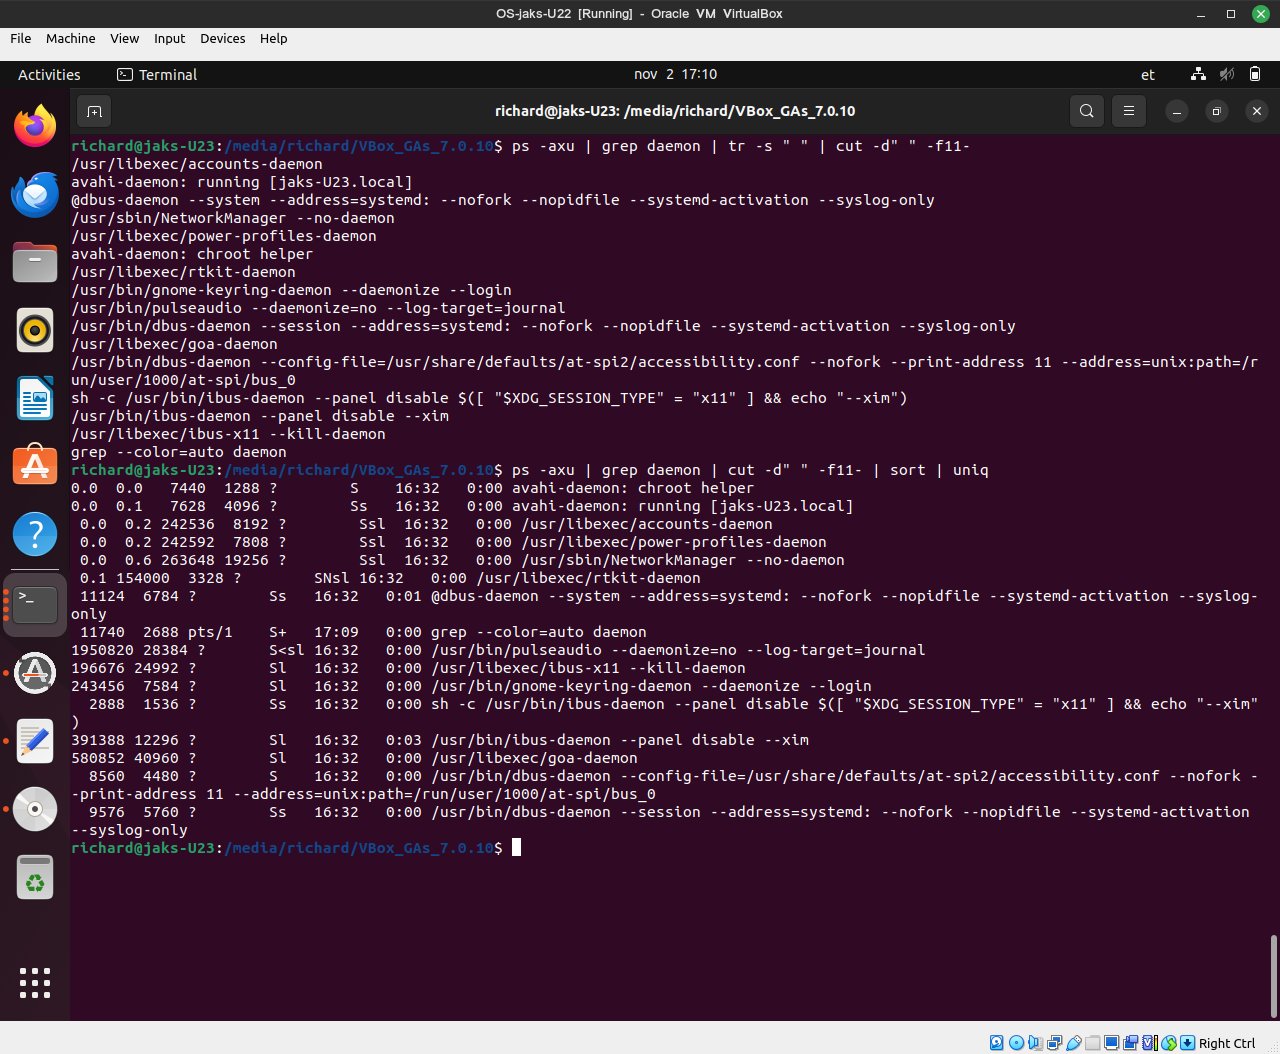 OS-jaks-U22 [Running] - Oracle VM VirtualBox
File Machine View Input Devices Help
Activities Terminal nov 2 17:10 et
richard@jaks-U23: /media/richard/VBox_GAs_7.0.10
richard@jaks-U23:/media/richard/VBox_GAs_7.0.10$ ps -axu | grep daemon | tr -s " " | cut -d" " -f11-
/usr/libexec/accounts-daemon
avahi-daemon: running [jaks-U23.local]
@dbus-daemon --system --address=systemd: --nofork --nopidfile --systemd-activation --syslog-only
/usr/sbin/NetworkManager --no-daemon
/usr/libexec/power-profiles-daemon
avahi-daemon: chroot helper
/usr/libexec/rtkit-daemon
/usr/bin/gnome-keyring-daemon --daemonize --login
/usr/bin/pulseaudio --daemonize=no --log-target=journal
/usr/bin/dbus-daemon --session --address=systemd: --nofork --nopidfile --systemd-activation --syslog-only
/usr/libexec/goa-daemon
/usr/bin/dbus-daemon --config-file=/usr/share/defaults/at-spi2/accessibility.conf --nofork --print-address 11 --address=unix:path=/r
un/user/1000/at-spi/bus_0
sh -c /usr/bin/ibus-daemon --panel disable $([ "$XDG_SESSION_TYPE" = "x11" ] && echo "--xim")
/usr/bin/ibus-daemon --panel disable --xim
/usr/libexec/ibus-x11 --kill-daemon
grep --color=auto daemon
richard@jaks-U23:/media/richard/VBox_GAs_7.0.10$ ps -axu | grep daemon | cut -d" " -f11- | sort | uniq
0.0  0.0   7440  1288 ?        S    16:32   0:00 avahi-daemon: chroot helper
0.0  0.1   7628  4096 ?        Ss   16:32   0:00 avahi-daemon: running [jaks-U23.local]
 0.0  0.2 242536  8192 ?        Ssl  16:32   0:00 /usr/libexec/accounts-daemon
 0.0  0.2 242592  7808 ?        Ssl  16:32   0:00 /usr/libexec/power-profiles-daemon
 0.0  0.6 263648 19256 ?        Ssl  16:32   0:00 /usr/sbin/NetworkManager --no-daemon
 0.1 154000  3328 ?        SNsl 16:32   0:00 /usr/libexec/rtkit-daemon
 11124  6784 ?        Ss   16:32   0:01 @dbus-daemon --system --address=systemd: --nofork --nopidfile --systemd-activation --syslog-
only
 11740  2688 pts/1    S+   17:09   0:00 grep --color=auto daemon
1950820 28384 ?       S<sl 16:32   0:00 /usr/bin/pulseaudio --daemonize=no --log-target=journal
196676 24992 ?        Sl   16:32   0:00 /usr/libexec/ibus-x11 --kill-daemon
243456  7584 ?        Sl   16:32   0:00 /usr/bin/gnome-keyring-daemon --daemonize --login
  2888  1536 ?        Ss   16:32   0:00 sh -c /usr/bin/ibus-daemon --panel disable $([ "$XDG_SESSION_TYPE" = "x11" ] && echo "--xim"
)
391388 12296 ?        Sl   16:32   0:03 /usr/bin/ibus-daemon --panel disable --xim
580852 40960 ?        Sl   16:32   0:00 /usr/libexec/goa-daemon
  8560  4480 ?        S    16:32   0:00 /usr/bin/dbus-daemon --config-file=/usr/share/defaults/at-spi2/accessibility.conf --nofork -
-print-address 11 --address=unix:path=/run/user/1000/at-spi/bus_0
  9576  5760 ?        Ss   16:32   0:00 /usr/bin/dbus-daemon --session --address=systemd: --nofork --nopidfile --systemd-activation
--syslog-only
richard@jaks-U23:/media/richard/VBox_GAs_7.0.10$
Right Ctrl